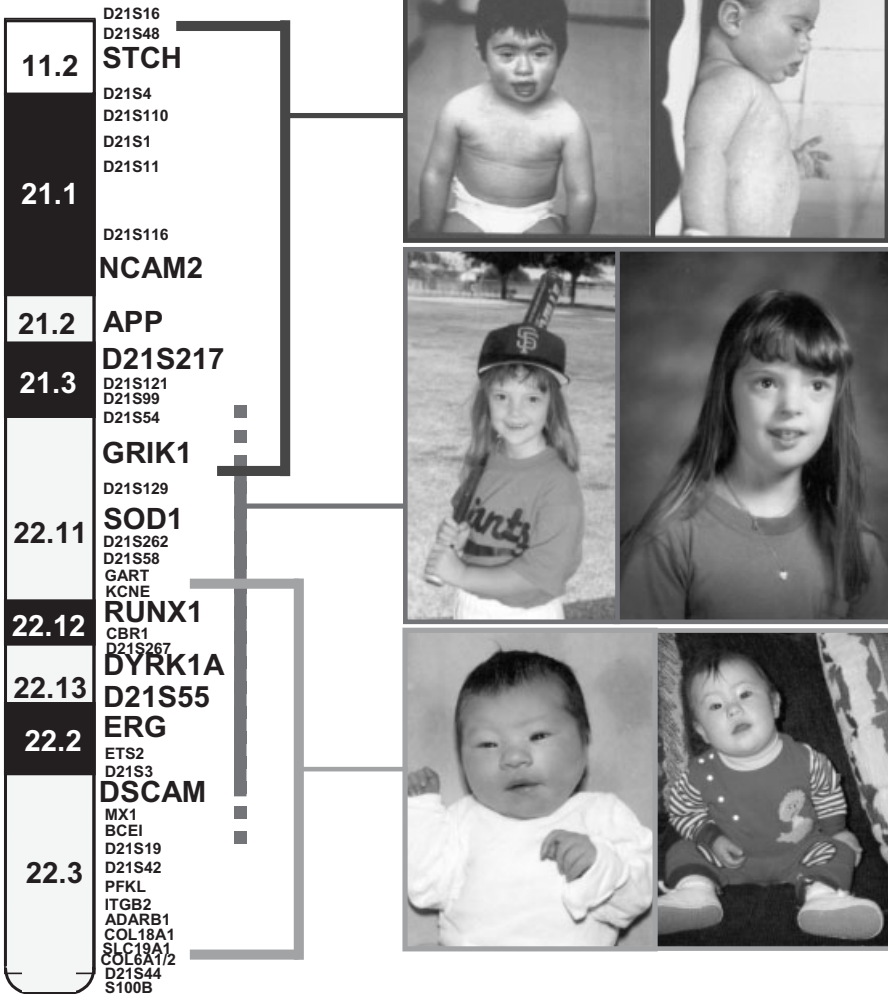 D21S16
D21S48
11.2
STCH
D21S4
D21S110
D21S1
D21S11
21.1
D21S116
NCAM2
21.2
APP
D21S217
21.3
D21S121
D21S99
D21S54
GRIK1
D21S129
SOD1
22.11
D21S262
D21S58
GART
KCNE
RUNX1
22.12
CBR1
D21S267
DYRK1A
22.13
D21S55
ERG
22.2
ETS2
D21S3
DSCAM
MX1
BCEI
D21S19
D21S42
22.3
PFKL
ITGB2
ADARB1
COL18A1
SLC19A1
COL6A1/2
D21S44
S100B
SF
iants